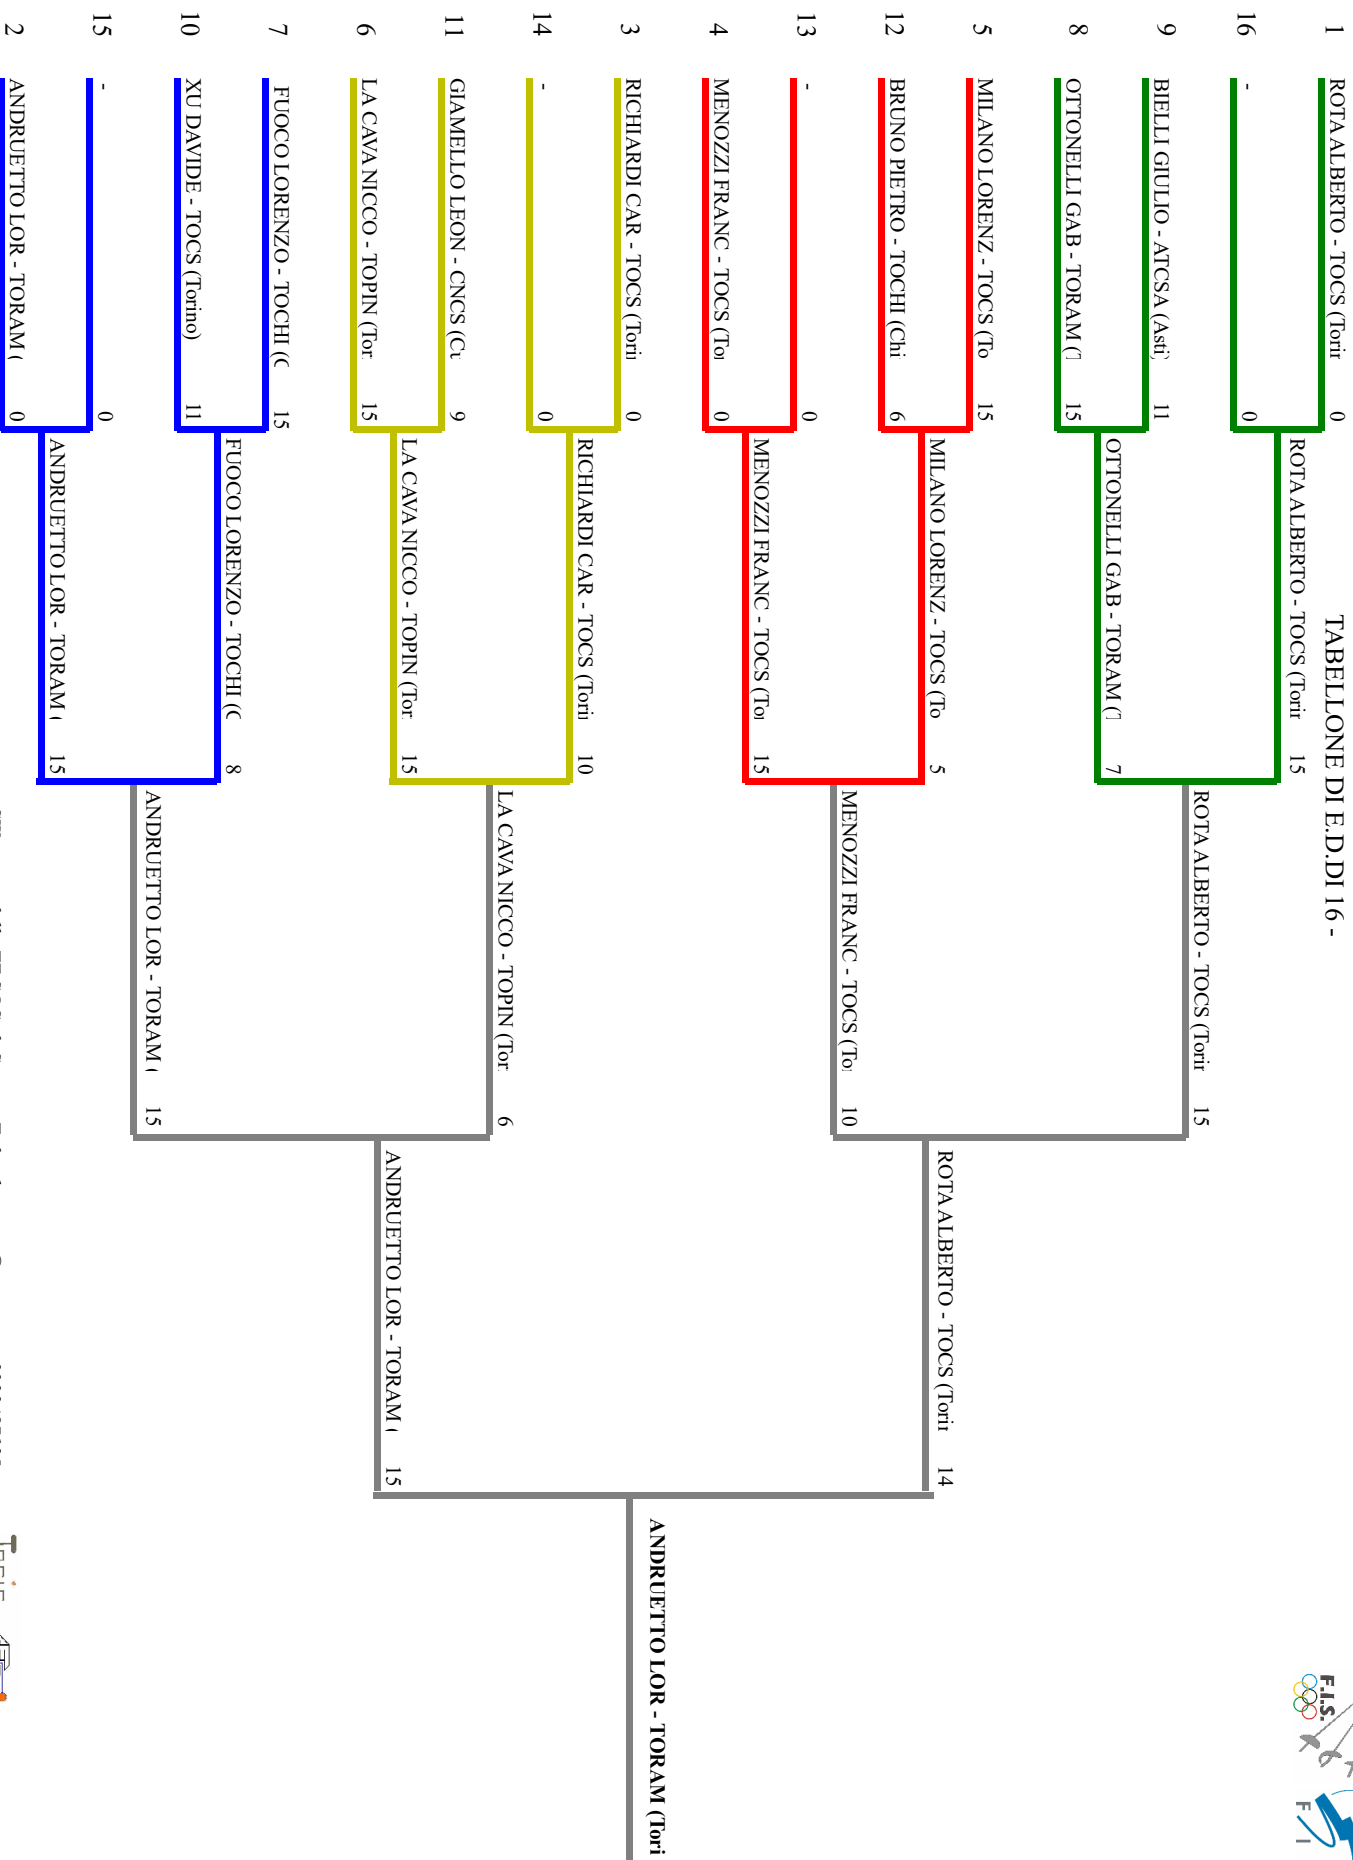 TABELLONE DI E.D.DI 16 -
1
ROTA ALBERTO - TOCS (Torin
0
16
-
0
9
BIELLI GIULIO - ATCSA (Asti)
11
8
OTTONELLI GAB - TORAM (
15
5
MILANO LORENZ - TOCS (To
15
12
BRUNO PIETRO - TOCHI (Chi
6
13
-
0
4
MENOZZI FRANC - TOCS (Tor
0
3
RICHIARDI CAR - TOCS (Tori
0
14
-
0
11
GIAMELLO LEON - CNCS (Cu
9
6
LA CAVA NICCO - TOPIN (Tor
15
7
FUOCO LORENZO - TOCHI (C
15
10
XU DAVIDE - TOCS (Torino)
11
15
-
0
2
ANDRUETTO LOR - TORAM (
0
ROTA ALBERTO - TOCS (Torin
15
OTTONELLI GAB - TORAM (
7
MILANO LORENZ - TOCS (To
5
MENOZZI FRANC - TOCS (Tor
15
RICHIARDI CAR - TOCS (Tori
10
LA CAVA NICCO - TOPIN (Tor
15
FUOCO LORENZO - TOCHI (C
8
ANDRUETTO LOR - TORAM (
15
ROTA ALBERTO - TOCS (Torin
15
MENOZZI FRANC - TOCS (To
10
LA CAVA NICCO - TOPIN (Tor
6
ANDRUETTO LOR - TORAM (
15
ROTA ALBERTO - TOCS (Torin
14
ANDRUETTO LOR - TORAM (
15
ANDRUETTO LOR - TORAM (Tori
F.I.S.
F I